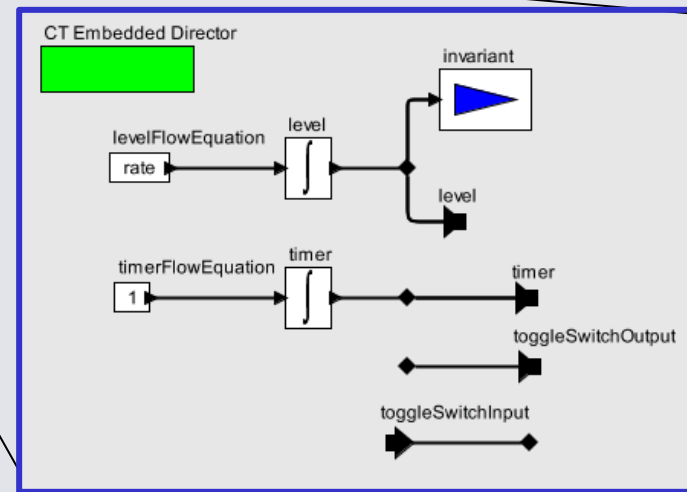 CT Embedded Director
invariant
levelFlowEquation
level
rate
∫
level
timerFlowEquation
timer
1
∫
timer
toggleSwitchOutput
toggleSwitchInput